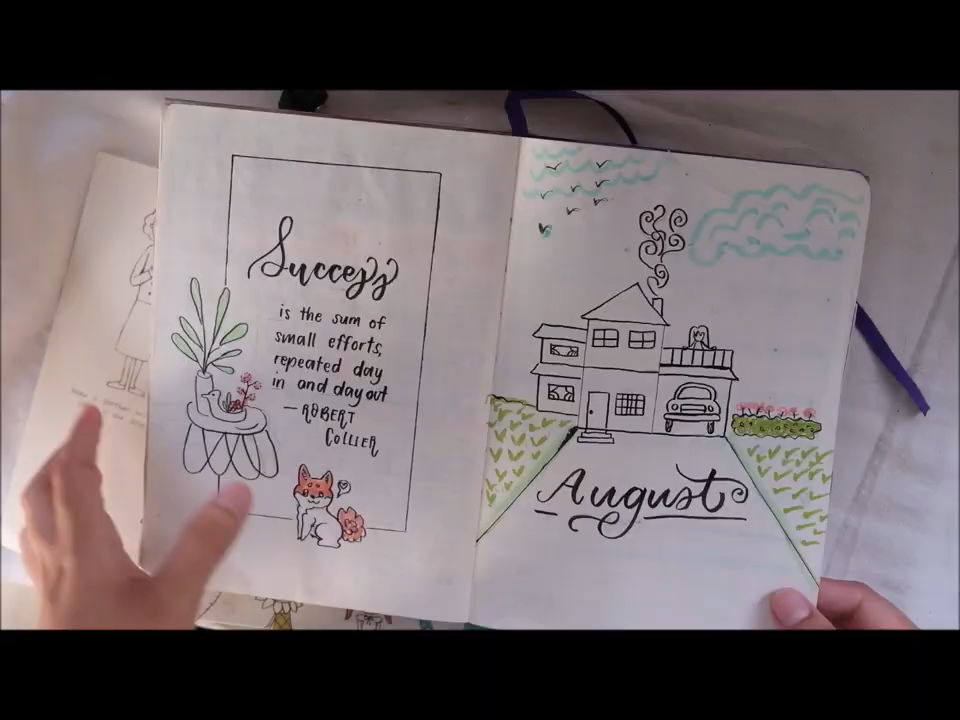 Success
is the sum of
small efforts,
repeated day
in and day out
— ROBERT
COLLIER
August